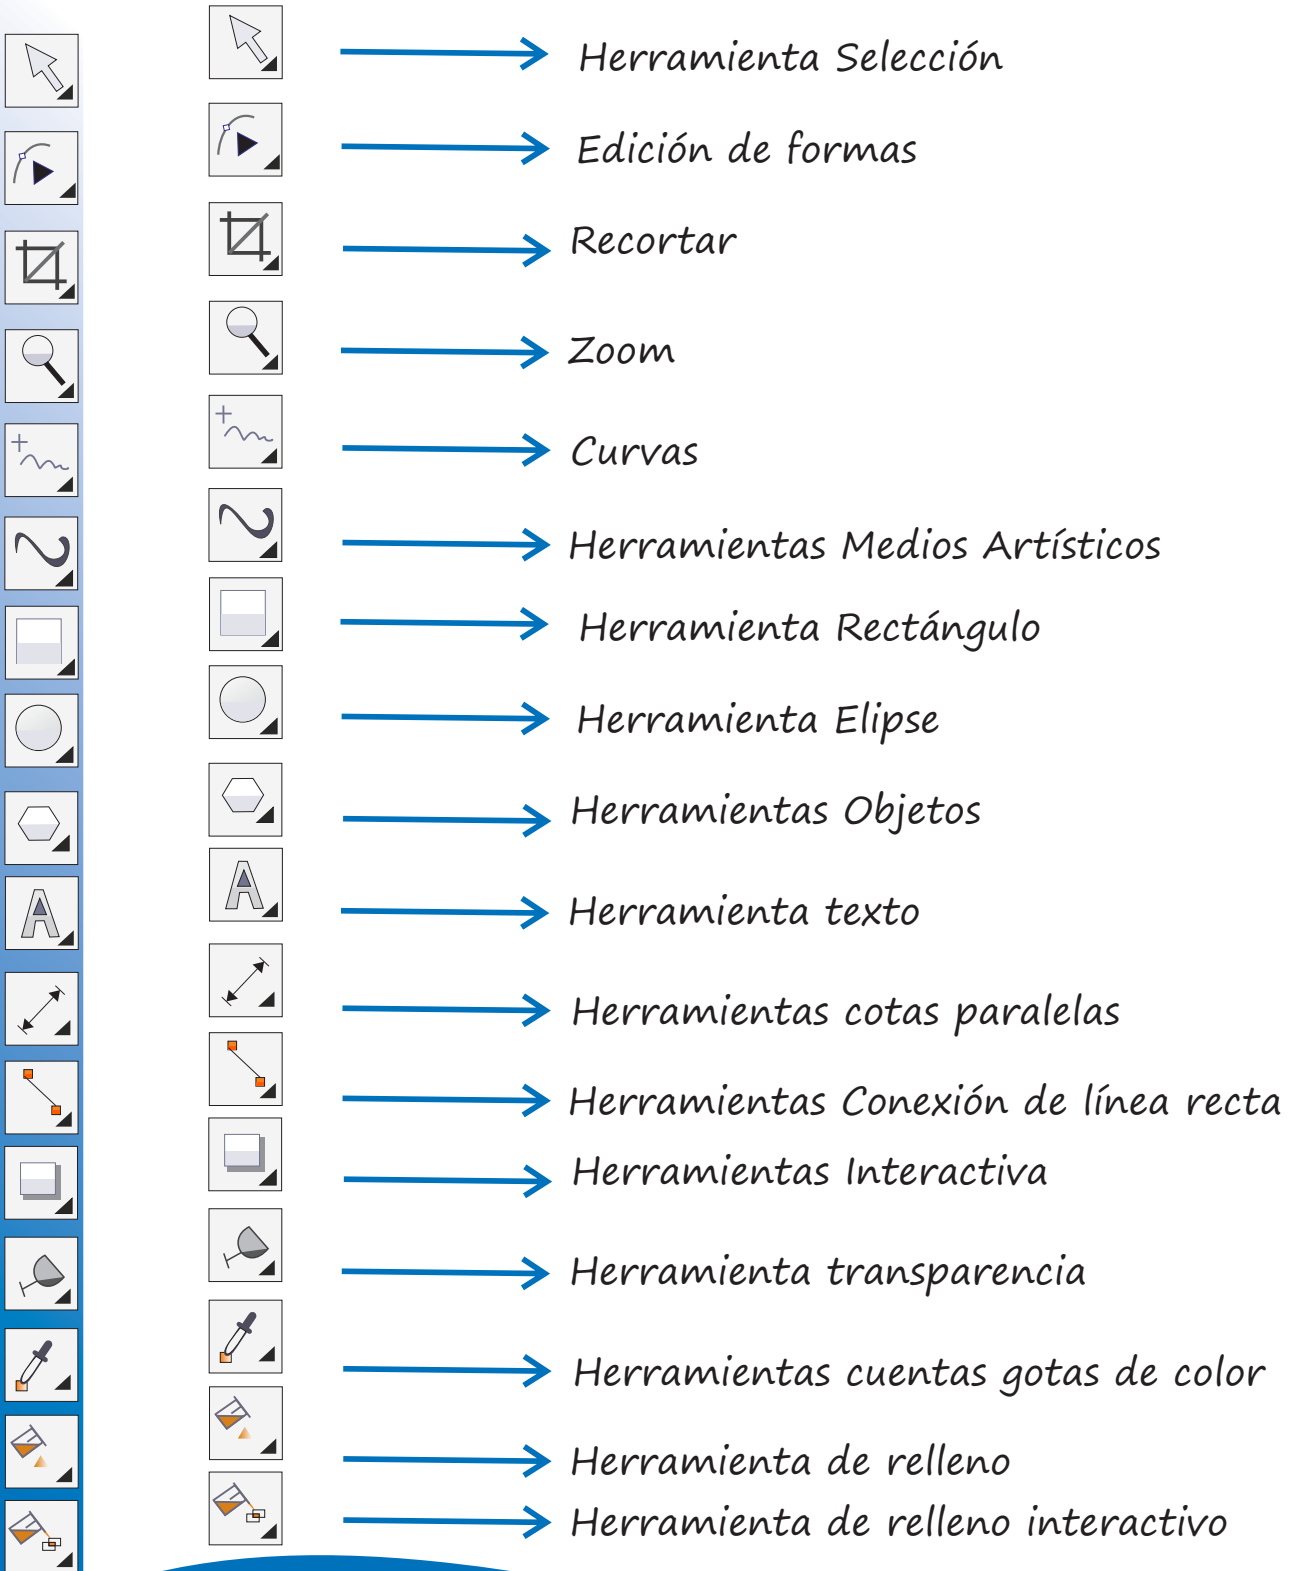 Herramienta Selección
Edición de formas
Recortar
Zoom
Curvas
Herramientas Medios Artísticos
Herramienta Rectángulo
Herramienta Elipse
Herramientas Objetos
Herramienta texto
Herramientas cotas paralelas
Herramientas Conexión de línea recta
Herramientas Interactiva
Herramienta transparencia
Herramientas cuentas gotas de color
Herramienta de relleno
Herramienta de relleno interactivo